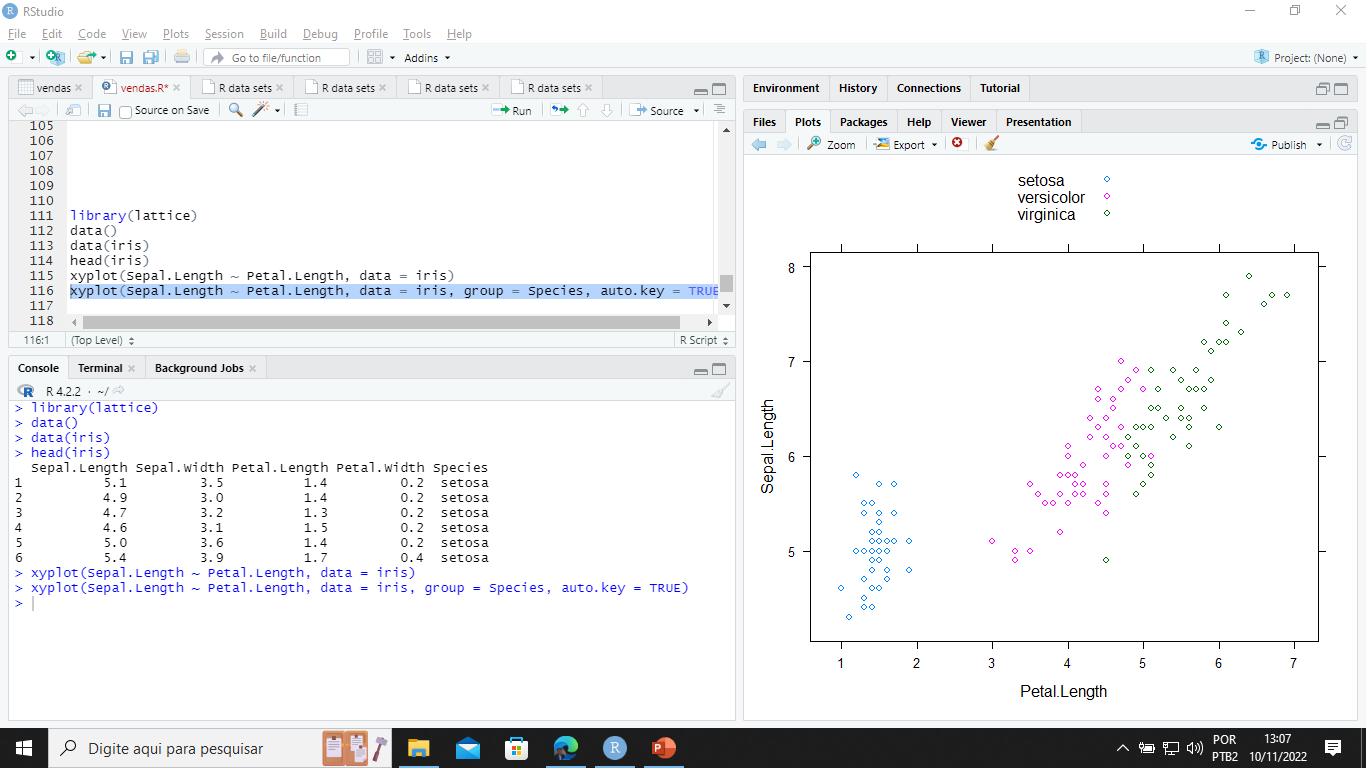 RStudio
File Edit Code View Plots Session Build Debug Profile Tools Help
Go to file/function Addins Project: (None)
vendas vendas.R* R data sets R data sets R data sets R data sets
Source on Save Run Source
105
106
107
108
109
110
111 library(lattice)
112 data()
113 data(iris)
114 head(iris)
115 xyplot(Sepal.Length ~ Petal.Length, data = iris)
116 xyplot(Sepal.Length ~ Petal.Length, data = iris, group = Species, auto.key = TRUE
117
118
116:1 (Top Level) R Script
Console Terminal Background Jobs
R 4.2.2 · ~/
> library(lattice)
> data()
> data(iris)
> head(iris)
Sepal.Length Sepal.Width Petal.Length Petal.Width Species
1 5.1 3.5 1.4 0.2 setosa
2 4.9 3.0 1.4 0.2 setosa
3 4.7 3.2 1.3 0.2 setosa
4 4.6 3.1 1.5 0.2 setosa
5 5.0 3.6 1.4 0.2 setosa
6 5.4 3.9 1.7 0.4 setosa
> xyplot(Sepal.Length ~ Petal.Length, data = iris)
> xyplot(Sepal.Length ~ Petal.Length, data = iris, group = Species, auto.key = TRUE)
>
Environment History Connections Tutorial
Files Plots Packages Help Viewer Presentation
Zoom Export Publish
setosa
versicolor
virginica
Sepal.Length
8
7
6
5
1 2 3 4 5 6 7
Petal.Length
Digite aqui para pesquisar
POR
PTB2
13:07
10/11/2022